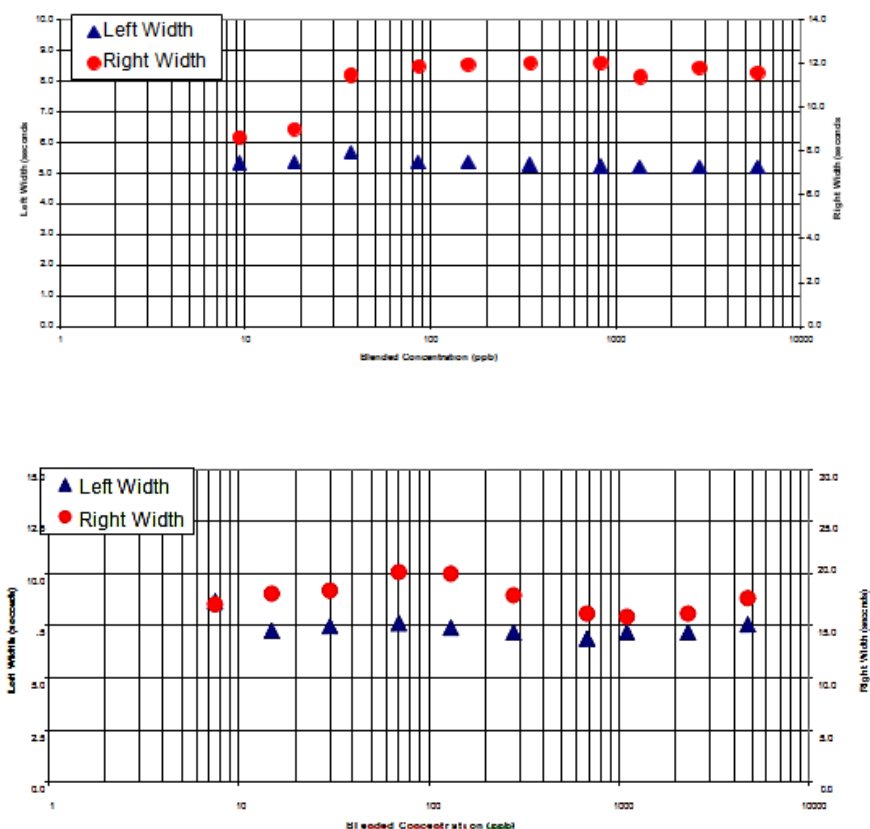 10.0
9.0
8.0
7.0
6.0
5.0
4.0
3.0
2.0
1.0
0.0
Left Width (seconds
Left Width
Right Width
14.0
12.0
10.0
8.0
6.0
4.0
2.0
0.0
Right Width (seconds
1 10 100 1000 10000
Blended Concentration (ppb)
15.0
12.5
10.0
.5
5.0
2.5
0.0
Left Width (seconds)
Left Width
Right Width
30.0
25.0
20.0
15.0
10.0
5.0
0.0
Right Width (seconds)
1 10 100 1000 10000
Blended Concentration (ppb)